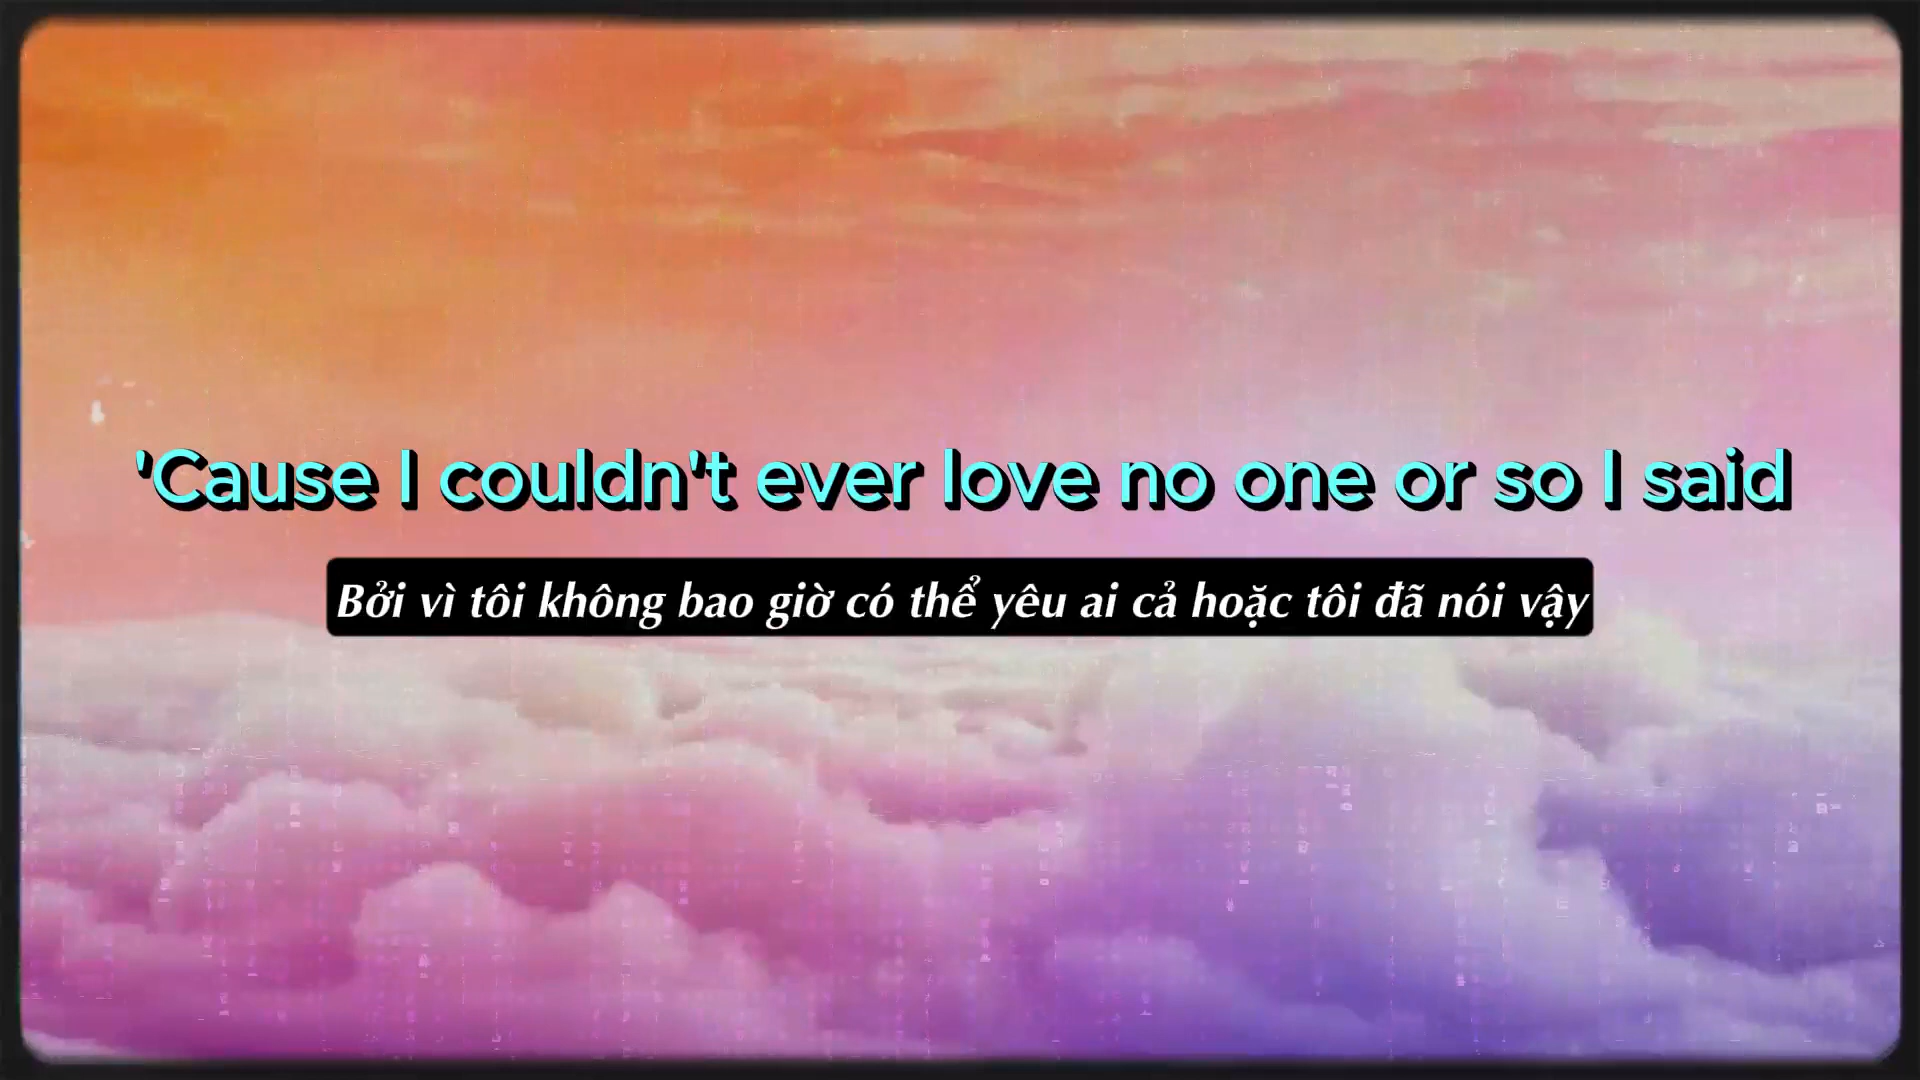 'Cause I couldn't ever love no one or so I said
Bởi vì tôi không bao giờ có thể yêu ai cả hoặc tôi đã nói vậy